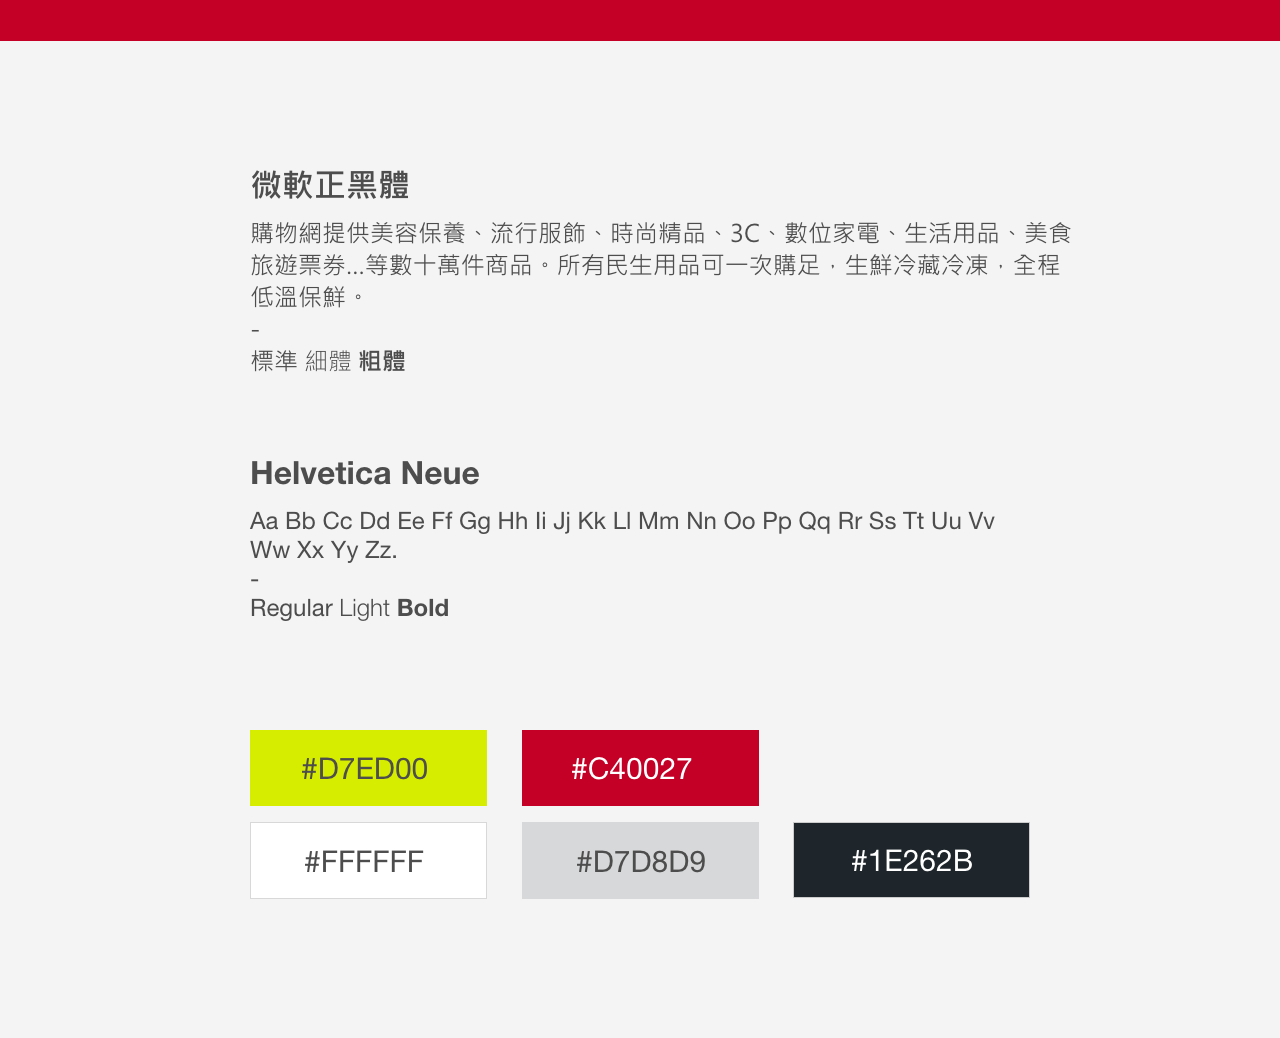 微軟正黑體
購物網提供美容保養、流行服飾、時尚精品、3C、數位家電、生活用品、美食
旅遊票券...等數十萬件商品。所有民生用品可一次購足，生鮮冷藏冷凍，全程
低溫保鮮。
-
標準 細體 粗體
Helvetica Neue
Aa Bb Cc Dd Ee Ff Gg Hh Ii Jj Kk Ll Mm Nn Oo Pp Qq Rr Ss Tt Uu Vv
Ww Xx Yy Zz.
-
Regular Light Bold
#D7ED00
#C40027
#FFFFFF
#D7D8D9
#1E262B